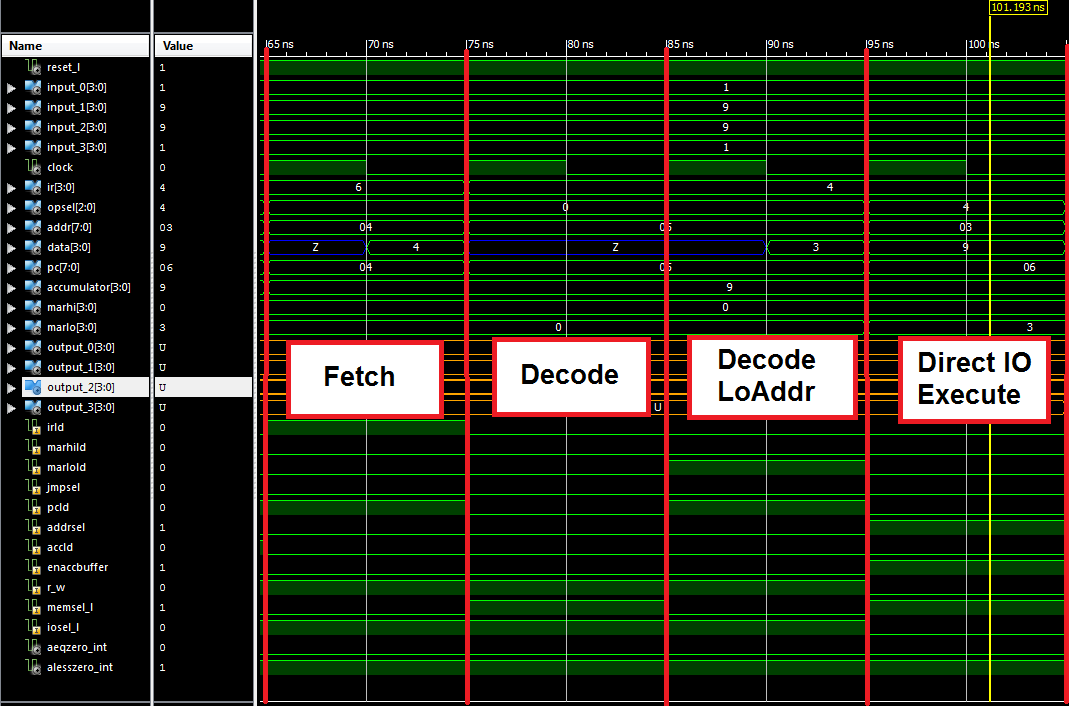 101.193 ns
Name Value
65 ns 70 ns 75 ns 80 ns 85 ns 90 ns 95 ns 100 ns
reset_l 1
input_0[3:0] 1 1
input_1[3:0] 9 9
input_2[3:0] 9 9
input_3[3:0] 1 1
clock 0
ir[3:0] 4 6 4
opsel[2:0] 4 0 4
addr[7:0] 03 04 05 03
data[3:0] 9 Z 4 Z 3 9
pc[7:0] 06 04 05 06
accumulator[3:0] 9 9
marhi[3:0] 0 0
marlo[3:0] 3 0 3
output_0[3:0] U
output_1[3:0] U
output_2[3:0] U
output_3[3:0] U U
Fetch
Decode
Decode
LoAddr
Direct IO
Execute
irld 0
marhild 0
marlold 0
jmpsel 0
pcld 0
addrsel 1
accld 0
enaccbuffer 1
r_w 0
memsel_l 1
iosel_l 0
aeqzero_int 0
alesszero_int 1